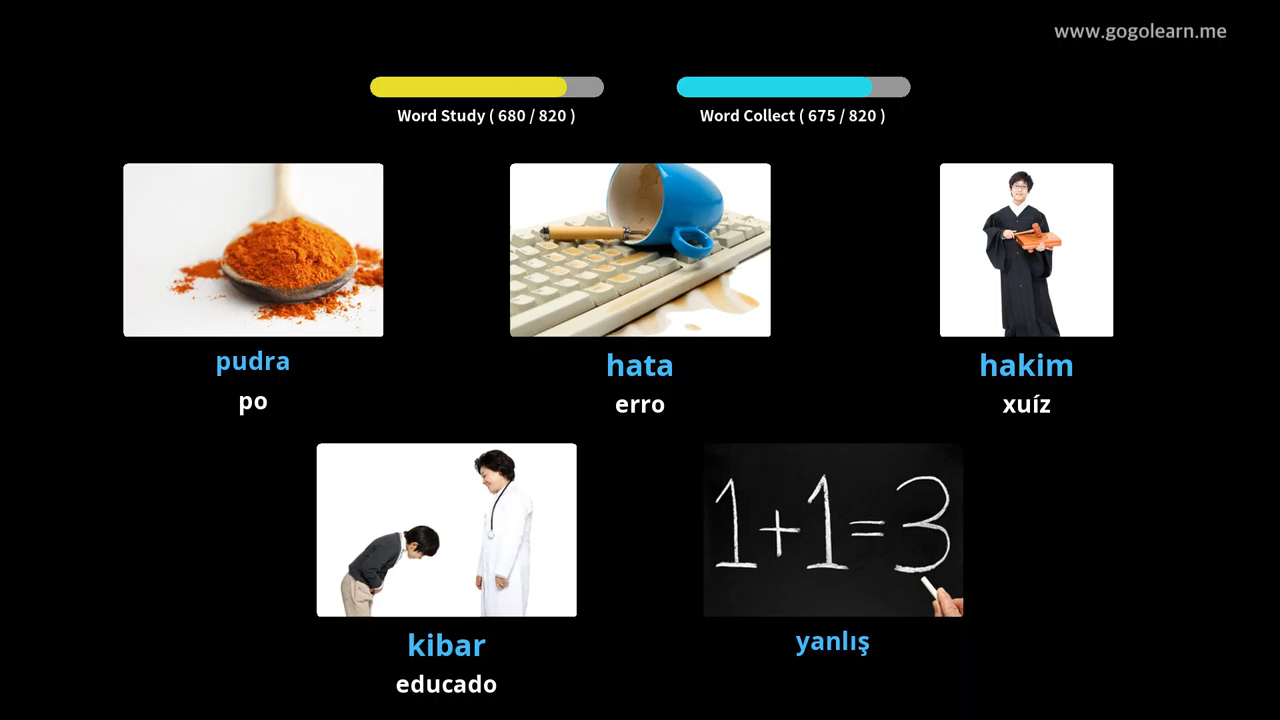 www.gogolearn.me
Word Study ( 680 / 820 )
Word Collect ( 675 / 820 )
pudra
po
hata
erro
hakim
xuíz
kibar
educado
1+1=3
yanlış